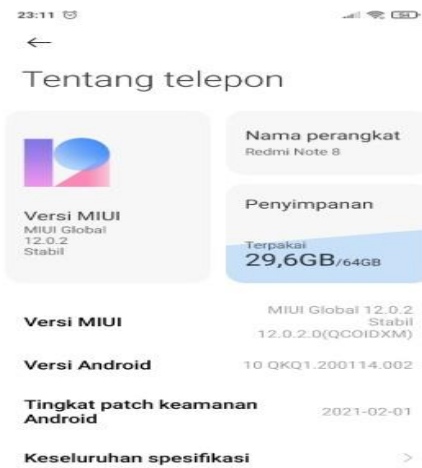 23:11
Tentang telepon
Versi MIUI
MIUI Global
12.0.2
Stabil
Nama perangkat
Redmi Note 8
Penyimpanan
Terpakai
29,6GB/64GB
Versi MIUI
MIUI Global 12.0.2
Stabil
12.0.2.0(QCOIDXM)
Versi Android
10 QKQ1.200114.002
Tingkat patch keamanan
Android
2021-02-01
Keseluruhan spesifikasi